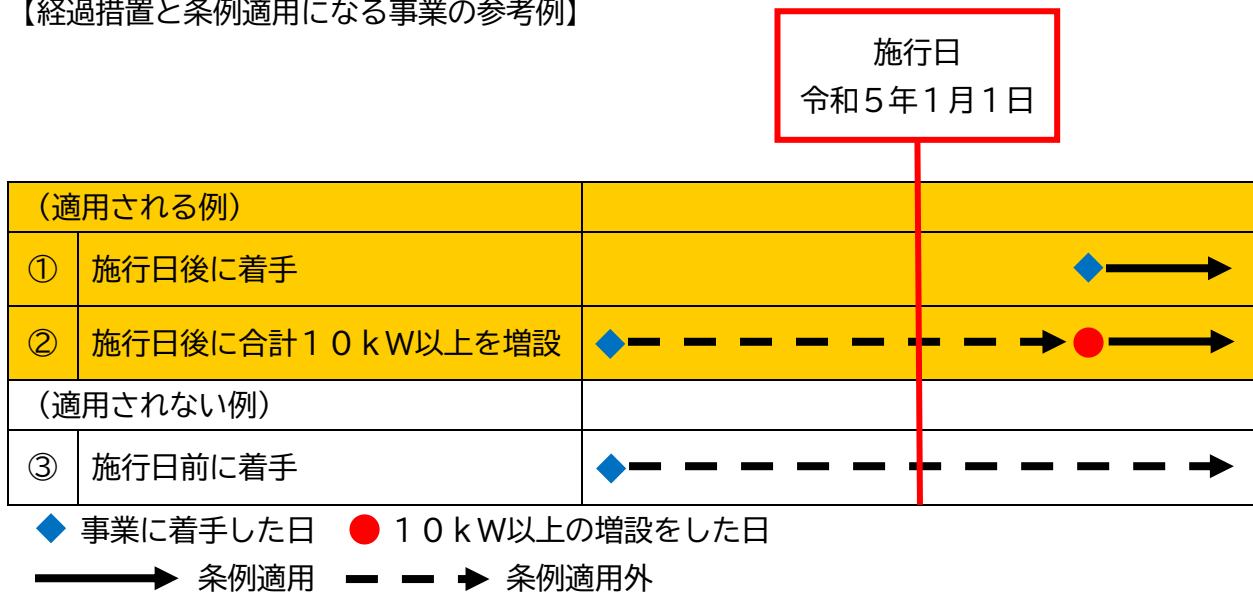 【経過措置と条例適用になる事業の参考例】
施行日
令和５年１月１日
（適用される例）
① 施行日後に着手
② 施行日後に合計１０ｋＷ以上を増設
（適用されない例）
③ 施行日前に着手
事業に着手した日 １０ｋＷ以上の増設をした日
条例適用 条例適用外